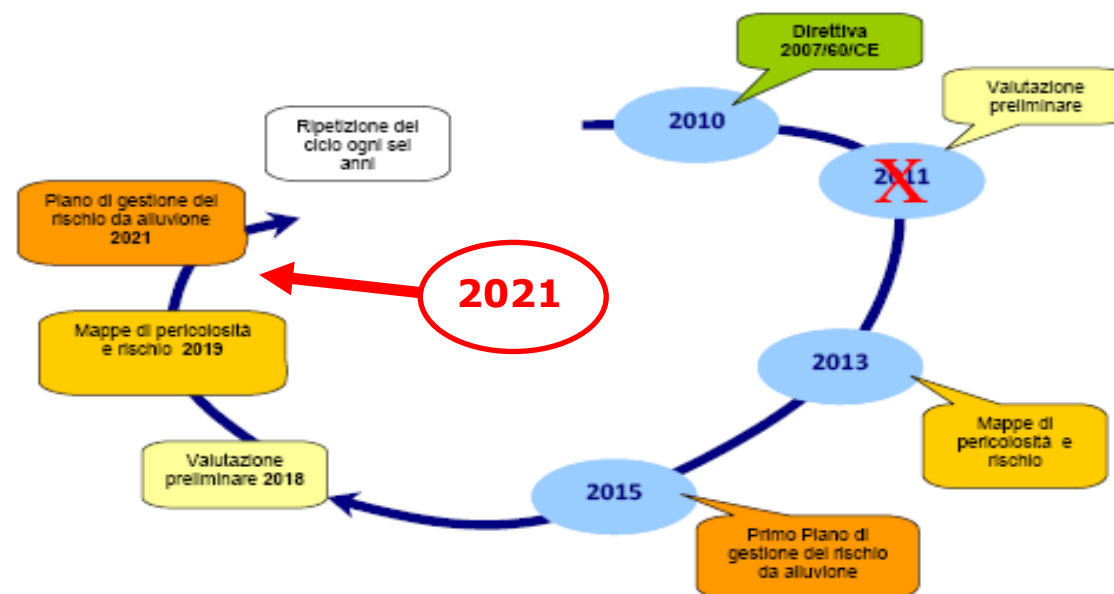 Direttiva
2007/60/CE
2010
Valutazione
preliminare
2011
X
2013
Mappe di
pericolosità e
rischio
2015
Primo Piano di
gestione del rischio
da alluvione
Valutazione
preliminare 2018
Mappe di pericolosità
e rischio 2019
Piano di gestione del
rischio da alluvione
2021
Ripetizione del
ciclo ogni sei
anni
2021